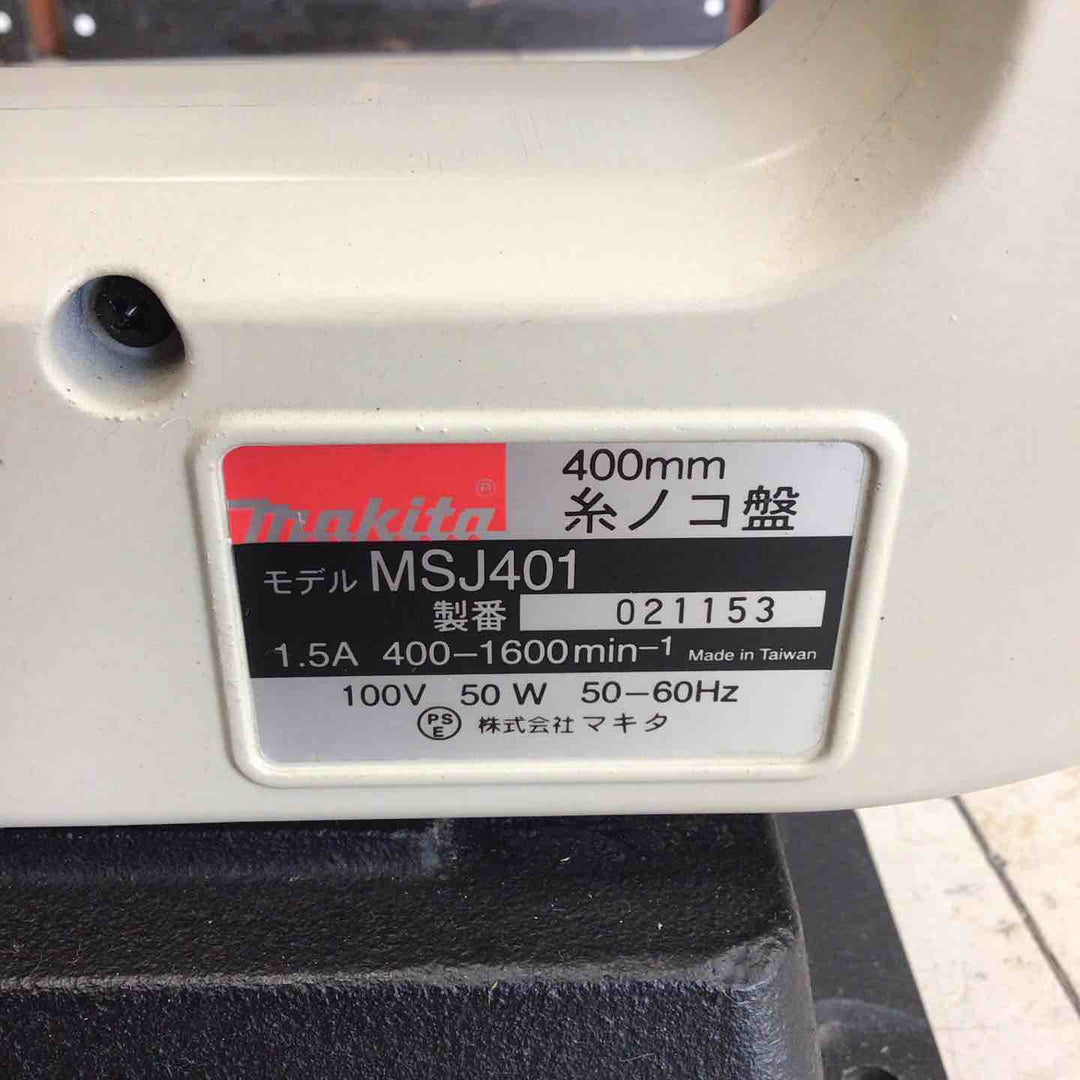 makita®
400mm
糸ノコ盤
モデル MSJ401
製番 021153
1.5A 400-1600min-1 Made in Taiwan
100V 50W 50-60Hz
PSE 株式会社 マキタ